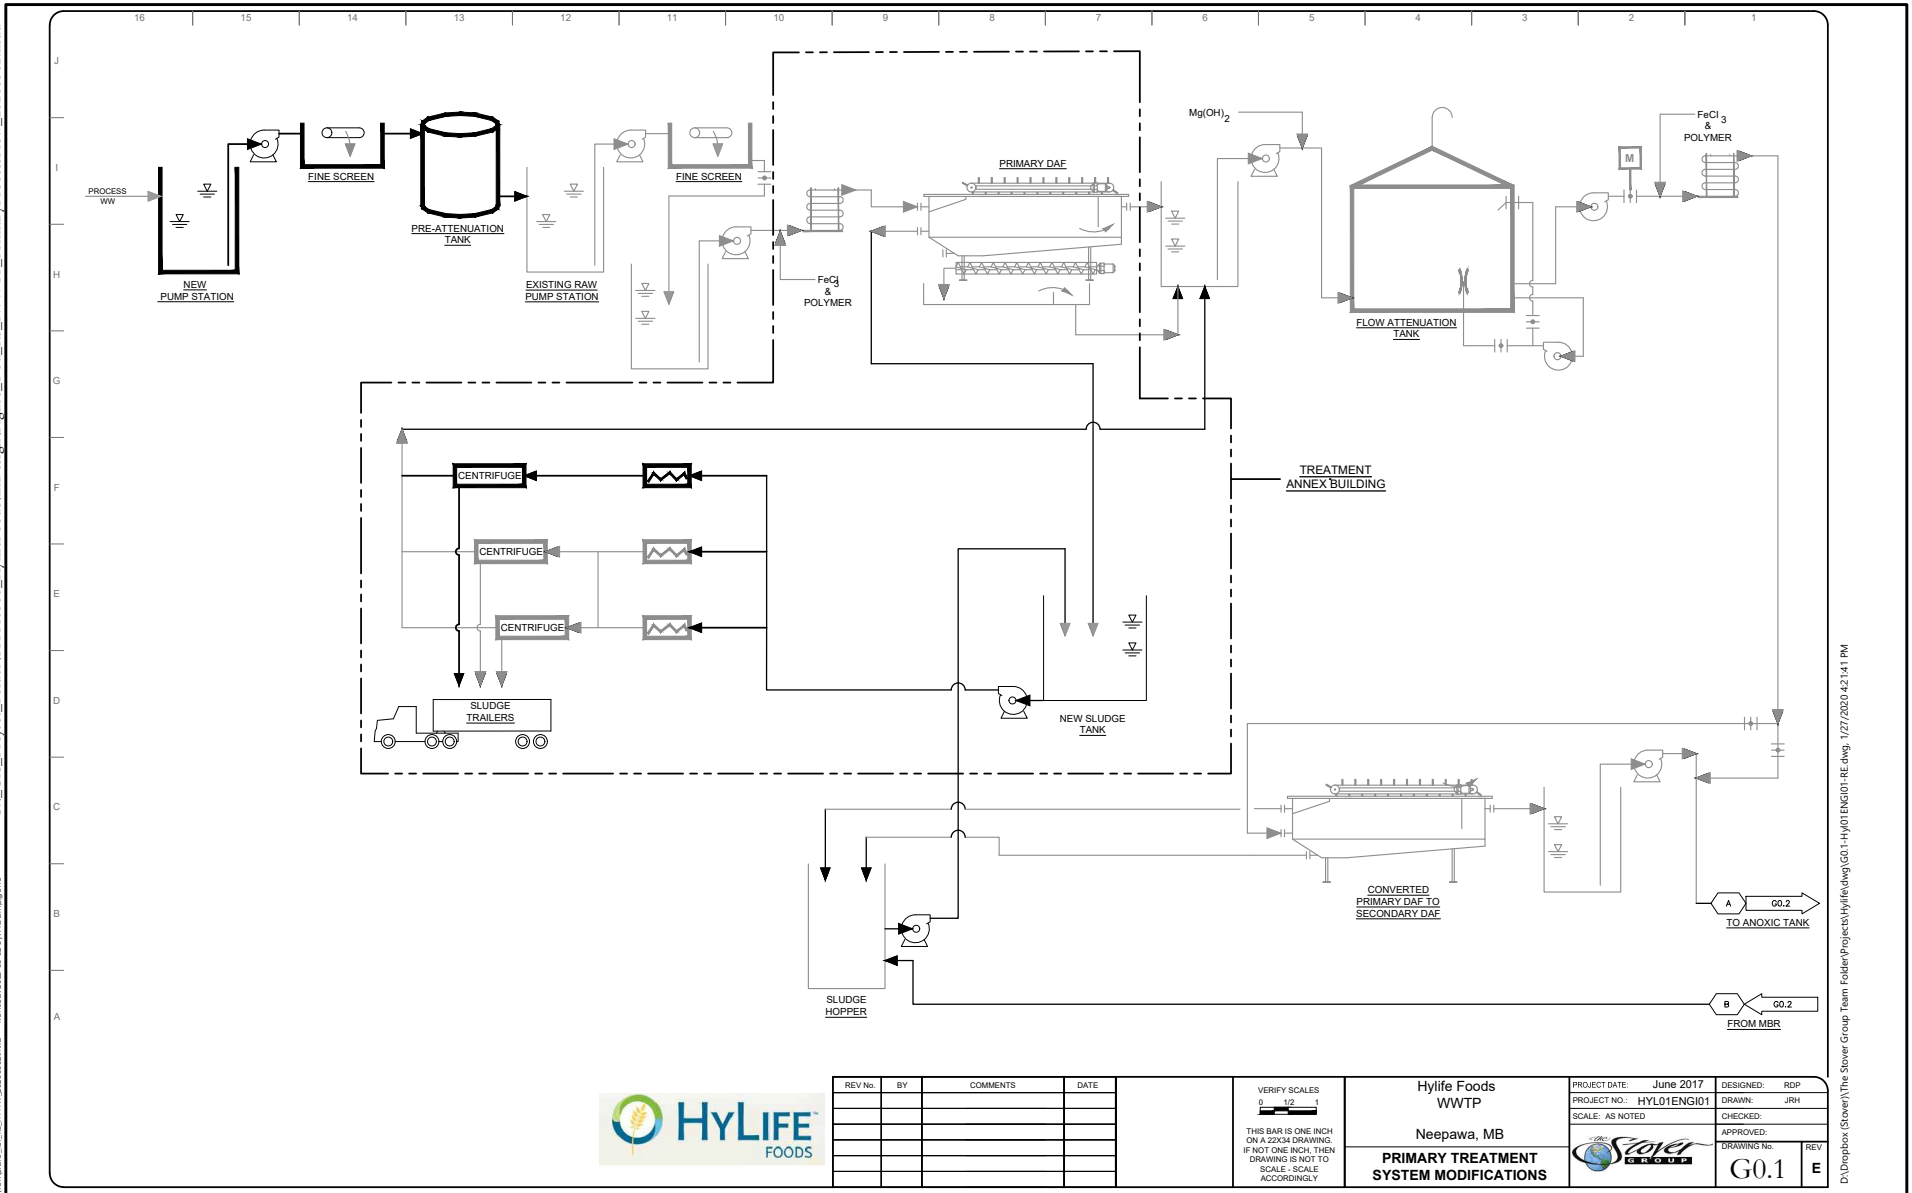 16 15 14 13 12 11 10 9 8 7 6 5 4 3 2 1
J
I
H
G
F
E
D
C
B
A
PROCESS
WW
NEW
PUMP STATION
FINE SCREEN
PRE-ATTENUATION
TANK
EXISTING RAW
PUMP STATION
FINE SCREEN
FeCl3
&
POLYMER
PRIMARY DAF
Mg(OH)2
FLOW ATTENUATION
TANK
M
FeCl 3
&
POLYMER
TREATMENT
ANNEX BUILDING
CENTRIFUGE
CENTRIFUGE
CENTRIFUGE
SLUDGE
TRAILERS
NEW SLUDGE
TANK
CONVERTED
PRIMARY DAF TO
SECONDARY DAF
A G0.2
TO ANOXIC TANK
SLUDGE
HOPPER
B G0.2
FROM MBR
HYLIFE™
FOODS
REV No. BY COMMENTS DATE
VERIFY SCALES
0 1/2 1
THIS BAR IS ONE INCH
ON A 22X34 DRAWING.
IF NOT ONE INCH, THEN
DRAWING IS NOT TO
SCALE - SCALE
ACCORDINGLY
Hylife Foods
WWTP
Neepawa, MB
PRIMARY TREATMENT
SYSTEM MODIFICATIONS
PROJECT DATE: June 2017
PROJECT NO.: HYL01ENGI01
SCALE: AS NOTED
the Stover
GROUP
DESIGNED: RDP
DRAWN: JRH
CHECKED:
APPROVED:
DRAWING No.
G0.1
REV
E
D:\Dropbox (Stover)\The Stover Group Team Folder\Projects\Hylife\dwg\G0.1-Hyl01ENGI01-RE.dwg, 1/27/2020 4:21:41 PM